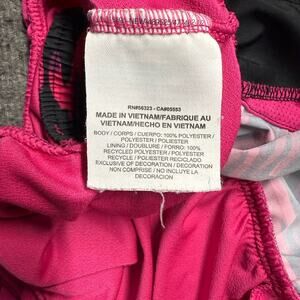 RN#56323 - CA#05553
MADE IN VIETNAM/FABRIQUE AU
VIETNAM/HECHO EN VIETNAM
BODY / CORPS / CUERPO: 100% POLYESTER /
POLYESTER / POLIESTER
LINING / DOUBLURE / FORRO: 100%
RECYCLED POLYESTER / POLYESTER
RECYCLE / POLIESTER RECICLADO
EXCLUSIVE OF DECORATION / DECORATION
NON COMPRISE / NO INCLUYE LA
DECORACION